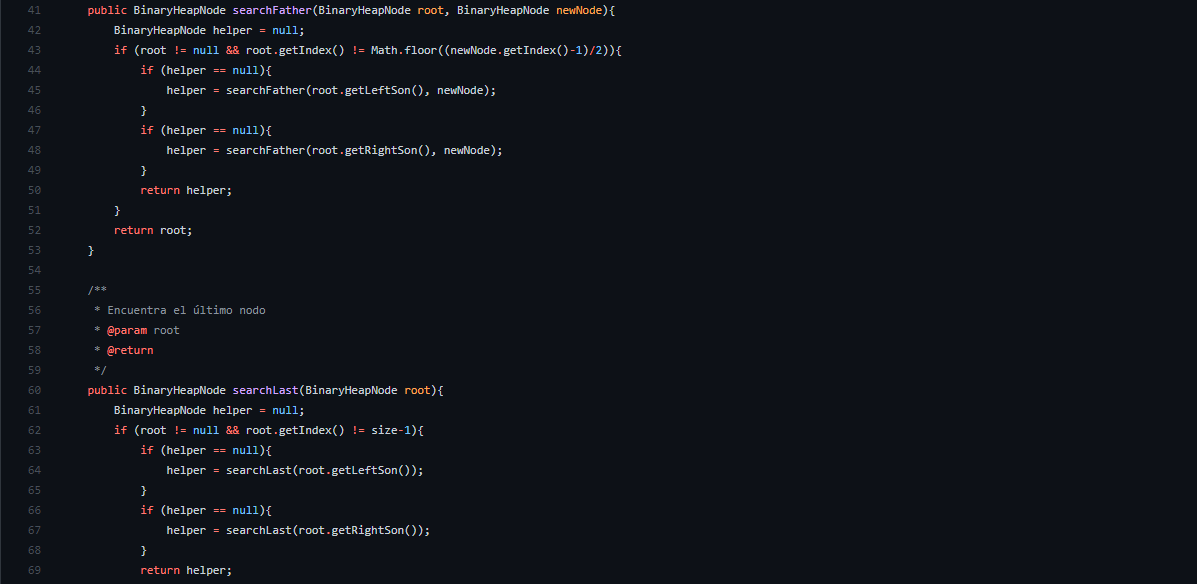 41 public BinaryHeapNode searchFather(BinaryHeapNode root, BinaryHeapNode newNode){
42 BinaryHeapNode helper = null;
43 if (root != null && root.getIndex() != Math.floor((newNode.getIndex()-1)/2)){
44 if (helper == null){
45 helper = searchFather(root.getLeftSon(), newNode);
46 }
47 if (helper == null){
48 helper = searchFather(root.getRightSon(), newNode);
49 }
50 return helper;
51 }
52 return root;
53 }
54
55 /**
56 * Encuentra el último nodo
57 * @param root
58 * @return
59 */
60 public BinaryHeapNode searchLast(BinaryHeapNode root){
61 BinaryHeapNode helper = null;
62 if (root != null && root.getIndex() != size-1){
63 if (helper == null){
64 helper = searchLast(root.getLeftSon());
65 }
66 if (helper == null){
67 helper = searchLast(root.getRightSon());
68 }
69 return helper;